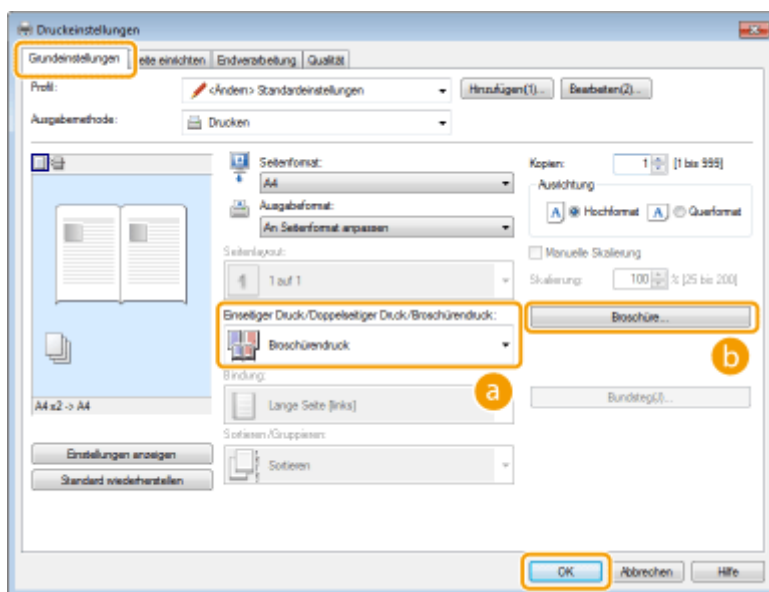 Druckeinstellungen
Grundeinstellungen
eite einrichten
Endverarbeitung
Qualität
Profil:
<Ändern> Standardeinstellungen
Hinzufügen(1)...
Bearbeiten(2)...
Ausgabemethode:
Drucken
Seitenformat:
A4
Ausgabeformat:
An Seitenformat anpassen
Seitenlayout:
1 auf 1
Einseitiger Druck/Doppelseitiger Druck/Broschürendruck:
Broschürendruck
a
Bindung:
Lange Seite [links]
Sortieren/Gruppieren:
Sortieren
Kopien:
1 [1 bis 999]
Ausrichtung
A Hochformat A Querformat
Manuelle Skalierung
Skalierung:
100 % [25 bis 200]
Broschüre...
b
Bundsteg(J)...
A4 x2 -> A4
Einstellungen anzeigen
Standard wiederherstellen
OK
Abbrechen
Hilfe